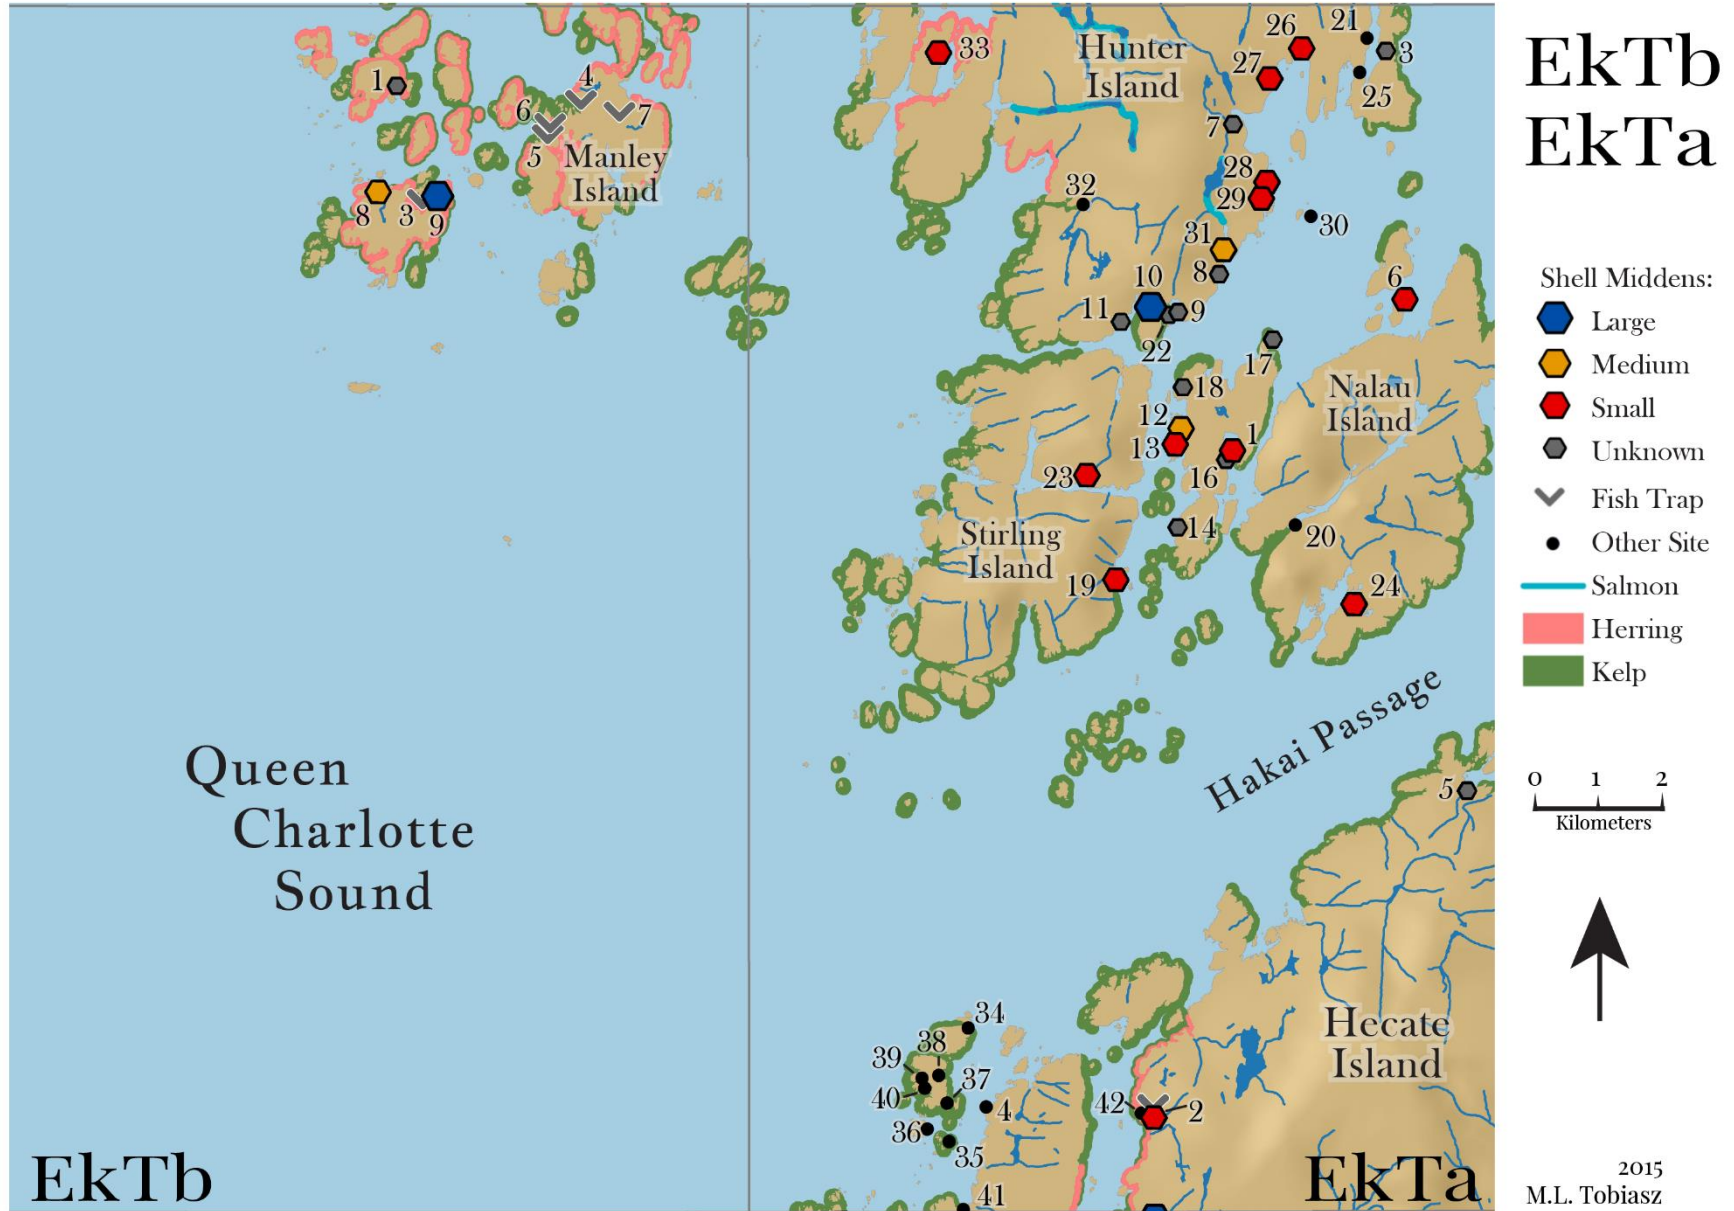 EkTb
EkTa
Shell Middens:
Large
Medium
Small
Unknown
Fish Trap
Other Site
Salmon
Herring
Kelp
0 1 2
Kilometers
2015
M.L. Tobiasz
1
4
6
7
5
Manley
Island
8
3
9
33
Hunter
Island
26
21
3
27
25
7
28
29
32
30
31
8
10
6
11
9
22
17
18
Nalau
Island
12
13
1
16
23
14
20
Stirling
Island
19
24
Hakai Passage
5
Queen
Charlotte
Sound
34
38
39
37
40
4
36
35
41
42
2
Hecate
Island
EkTb
EkTa